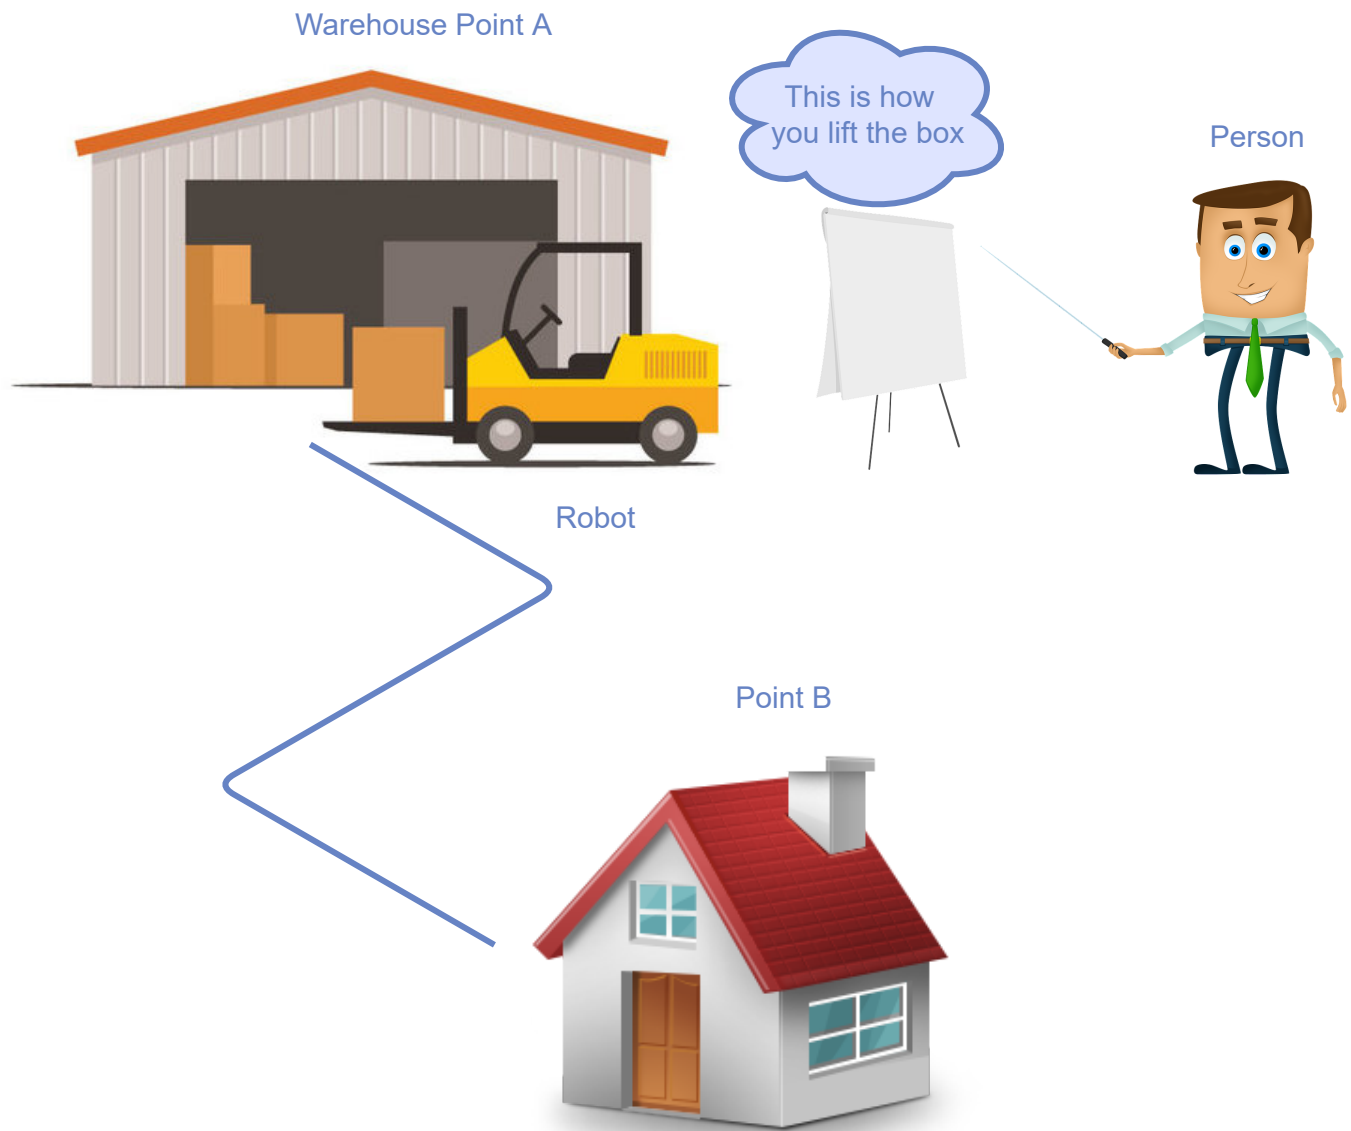 Warehouse Point A
This is how
you lift the box
Person
Robot
Point B